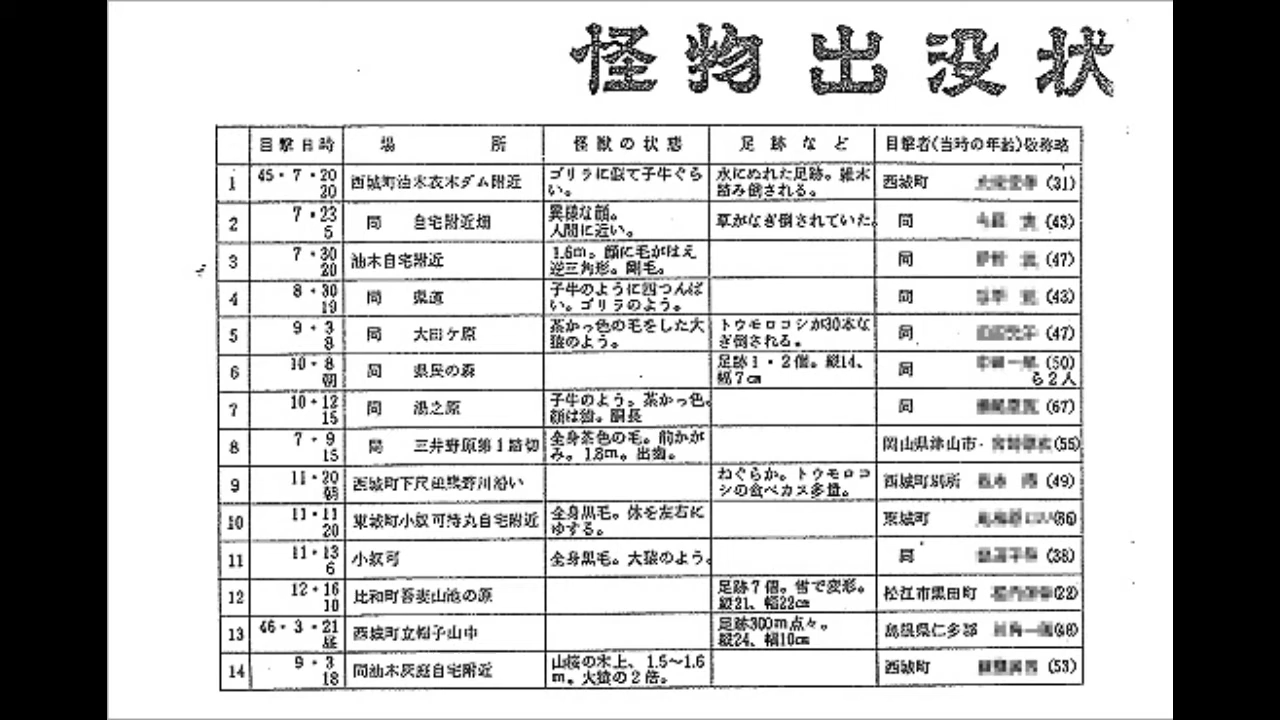 怪物出没状
目撃日時 場所 怪獣の状態 足跡など 目撃者(当時の年齢)敬称略
1 45・7・20 20 西城町油木衣木ダム附近 ゴリラに似て子牛ぐらい。 水にぬれた足跡。雑木踏み倒される。 西城町 (31)
2 7・23 5 同 自宅附近畑 異様な顔。人間に近い。 草がなぎ倒されていた。 同 (43)
3 7・30 20 油木自宅附近 1.6m。顔に毛がはえ逆三角形。剛毛。 同 (47)
4 8・30 19 同 県道 子牛のように四つんばい。ゴリラのよう。 同 (43)
5 9・3 8 同 大田ケ原 茶かっ色の毛をした大猿のよう。 トウモロコシが30本なぎ倒される。 同 (47)
6 10・8 朝 同 県民の森 足跡1・2個。縦14、幅7cm 同 (50)ら2人
7 10・12 15 同 湯之原 子牛のよう。茶かっ色。顔は猿。胴長 同 (67)
8 7・9 15 同 三井野原第1踏切 全身茶色の毛。前かがみ。1.8m。出歯。 岡山県津山市 (55)
9 11・20 朝 西城町下 熊野川沿い ねぐらか。トウモロコシの食べカス多量。 西城町別所 (49)
10 11・11 20 東城町小奴可持丸自宅附近 全身黒毛。体を左右にゆする。 東城町 (86)
11 11・13 6 小奴可 全身黒毛。大猿のよう。 同 (38)
12 12・16 10 比和町吾妻山池の原 足跡7個。雪で変形。縦21、幅22cm 松江市黒田町 (22)
13 46・3・21 昼 西城町立帽子山中 足跡300m点々。縦24、幅10cm 島根県仁多郡
14 9・3 18 同油木 自宅附近 山桜の木上、1.5〜1.6m。大猿の2倍。 西城町 (53)